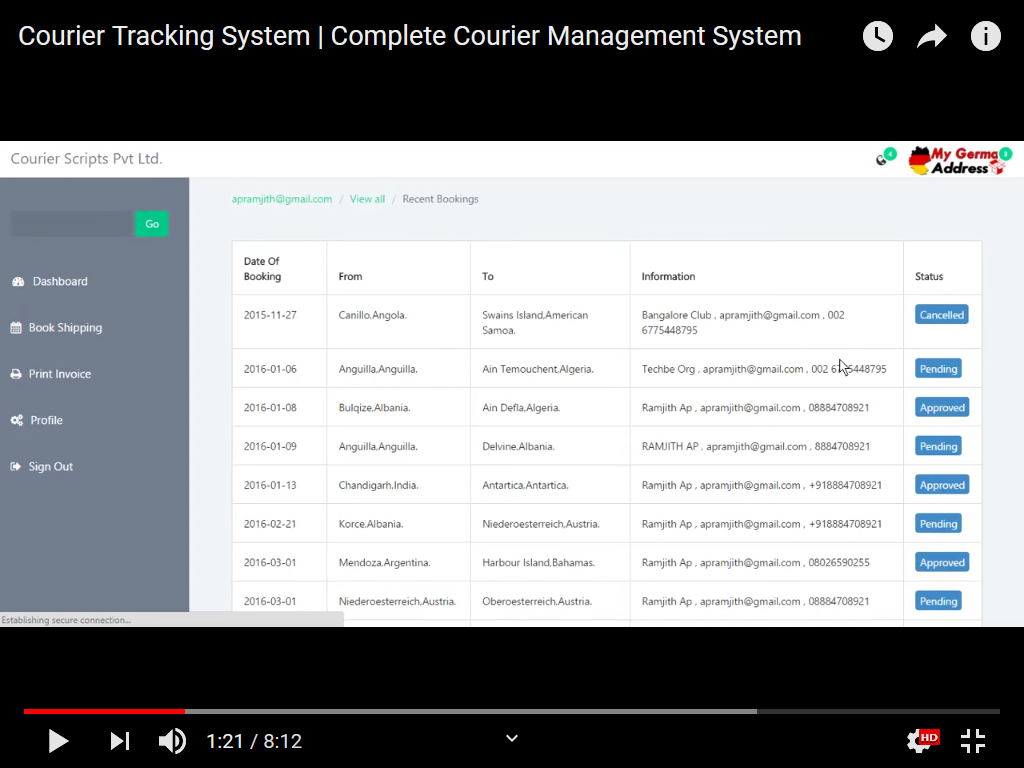 Courier Tracking System | Complete Courier Management System
Courier Scripts Pvt Ltd.
4
My Germa
Address
3
apramjith@gmail.com / View all / Recent Bookings
Go
Dashboard
Book Shipping
Print Invoice
Profile
Sign Out
Date Of
Booking
From
To
Information
Status
2015-11-27
Canillo,Angola.
Swains Island,American
Samoa.
Bangalore Club , apramjith@gmail.com , 002
6775448795
Cancelled
2016-01-06
Anguilla,Anguilla.
Ain Temouchent,Algeria.
Techbe Org , apramjith@gmail.com , 002 6775448795
Pending
2016-01-08
Bulqize,Albania.
Ain Defla,Algeria.
Ramjith Ap , apramjith@gmail.com , 08884708921
Approved
2016-01-09
Anguilla,Anguilla.
Delvine,Albania.
RAMJITH AP , apramjith@gmail.com , 8884708921
Pending
2016-01-13
Chandigarh,India.
Antartica,Antartica.
Ramjith Ap , apramjith@gmail.com , +918884708921
Approved
2016-02-21
Korce,Albania.
Niederoesterreich,Austria.
Ramjith Ap , apramjith@gmail.com , +918884708921
Pending
2016-03-01
Mendoza,Argentina.
Harbour Island,Bahamas.
Ramjith Ap , apramjith@gmail.com , 08026590255
Approved
2016-03-01
Niederoesterreich,Austria.
Oberoesterreich,Austria.
Ramjith Ap , apramjith@gmail.com , 08884708921
Pending
Establishing secure connection...
1:21 / 8:12
HD